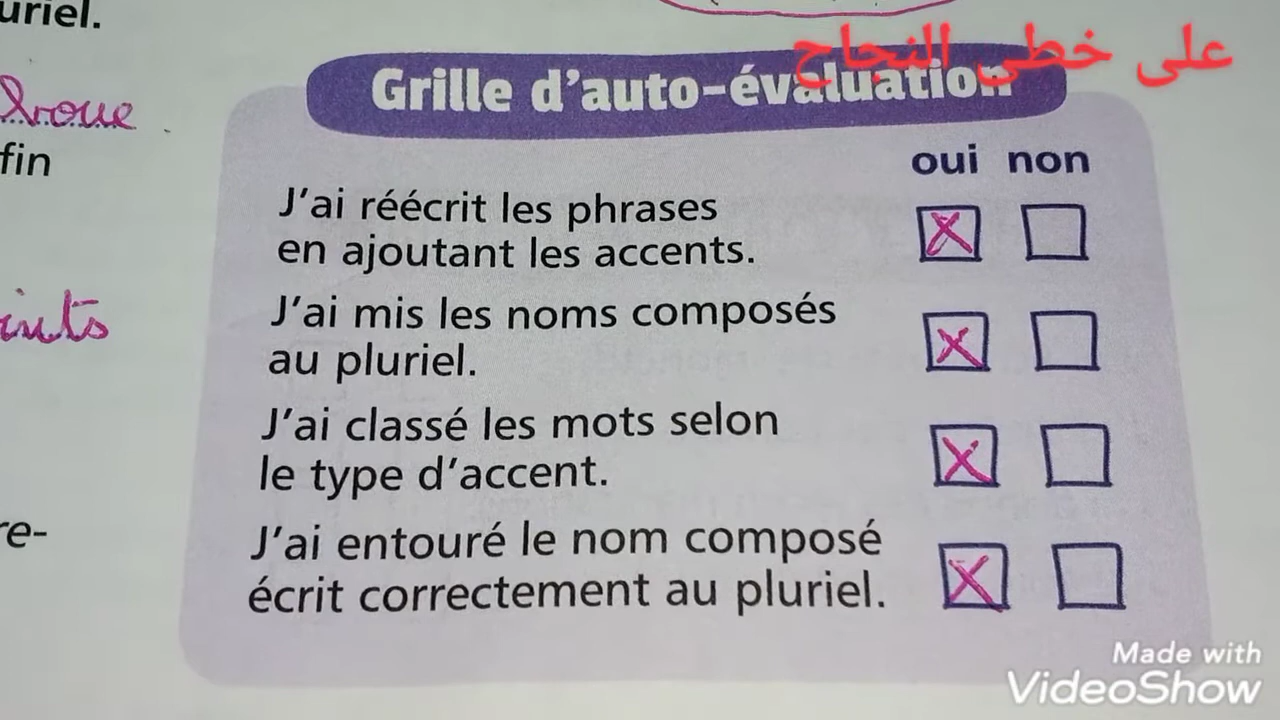 uriel.
على خطى النجاح
Grille d'auto-évaluation
oui non
fin
J'ai réécrit les phrases
en ajoutant les accents.
J'ai mis les noms composés
au pluriel.
J'ai classé les mots selon
le type d'accent.
re-
J'ai entouré le nom composé
écrit correctement au pluriel.
Made with
VideoShow